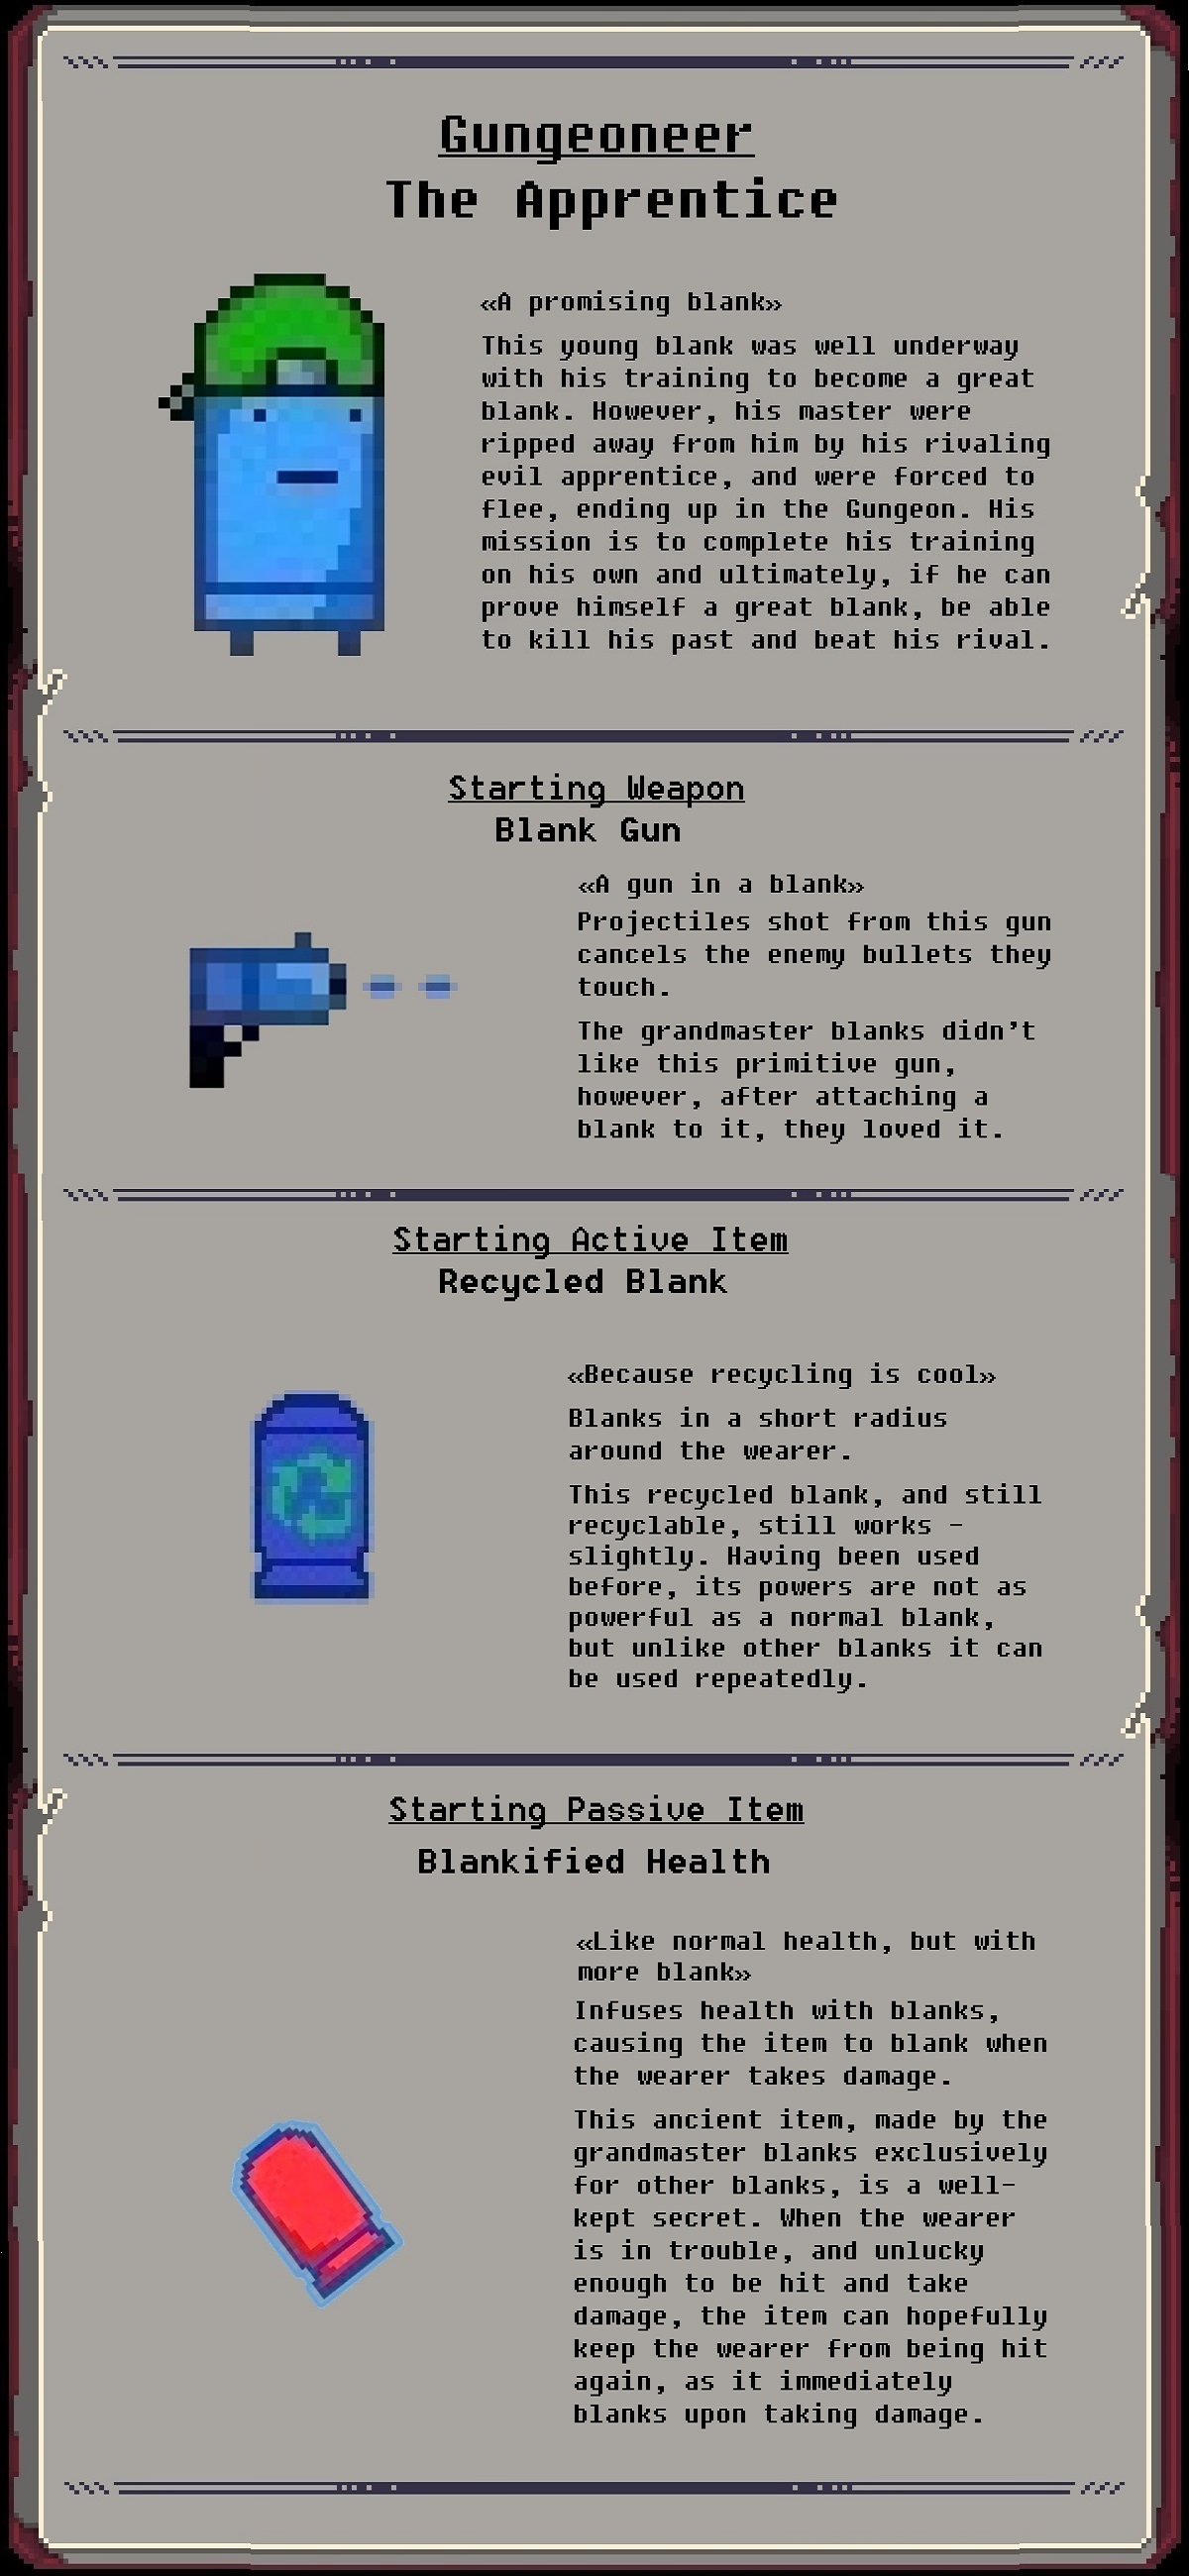 Gungeoneer
The Apprentice
«A promising blank»
This young blank was well underway
with his training to become a great
blank. However, his master were
ripped away from him by his rivaling
evil apprentice, and were forced to
flee, ending up in the Gungeon. His
mission is to complete his training
on his own and ultimately, if he can
prove himself a great blank, be able
to kill his past and beat his rival.
Starting Weapon
Blank Gun
«A gun in a blank»
Projectiles shot from this gun
cancels the enemy bullets they
touch.
The grandmaster blanks didn't
like this primitive gun,
however, after attaching a
blank to it, they loved it.
Starting Active Item
Recycled Blank
«Because recycling is cool»
Blanks in a short radius
around the wearer.
This recycled blank, and still
recyclable, still works -
slightly. Having been used
before, its powers are not as
powerful as a normal blank,
but unlike other blanks it can
be used repeatedly.
Starting Passive Item
Blankified Health
«Like normal health, but with
more blank»
Infuses health with blanks,
causing the item to blank when
the wearer takes damage.
This ancient item, made by the
grandmaster blanks exclusively
for other blanks, is a well-
kept secret. When the wearer
is in trouble, and unlucky
enough to be hit and take
damage, the item can hopefully
keep the wearer from being hit
again, as it immediately
blanks upon taking damage.